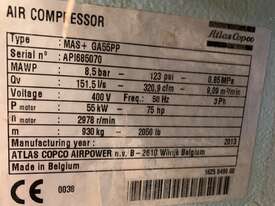 AIR COMPRESSOR
Atlas Copco
Type : MAS+ GA55PP
Serial n° : API685070
MAWP : 8,5 bar - 123 psi 0,85 MPa
Qv : 151.5 l/s - 320,9 cfm - 9,09 m³/min
Voltage : 400 V Freq.: 50 Hz 3 Ph
P motor : 55 kW - 75 hp
n motor : 2978 r/min
m : 930 kg - 2050 lb
Manufacturing year : 2013
ATLAS COPCO AIRPOWER n.v. B - 2610 Wilrijk Belgium
Made in Belgium
CE 0038